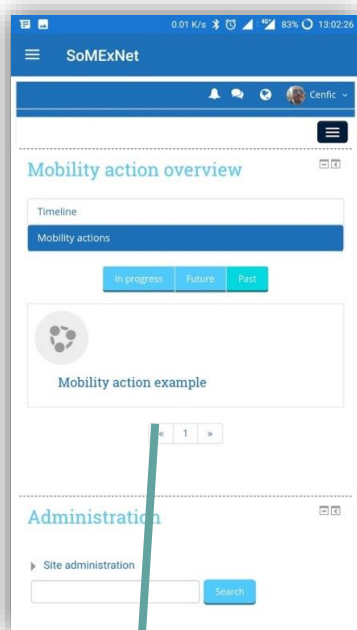 0.01 K/s 4G 83% 13:02:26
SoMExNet
Cenfic
Mobility action overview
Timeline
Mobility actions
In progress Future Past
Mobility action example
« 1 »
Administration
Site administration
Search